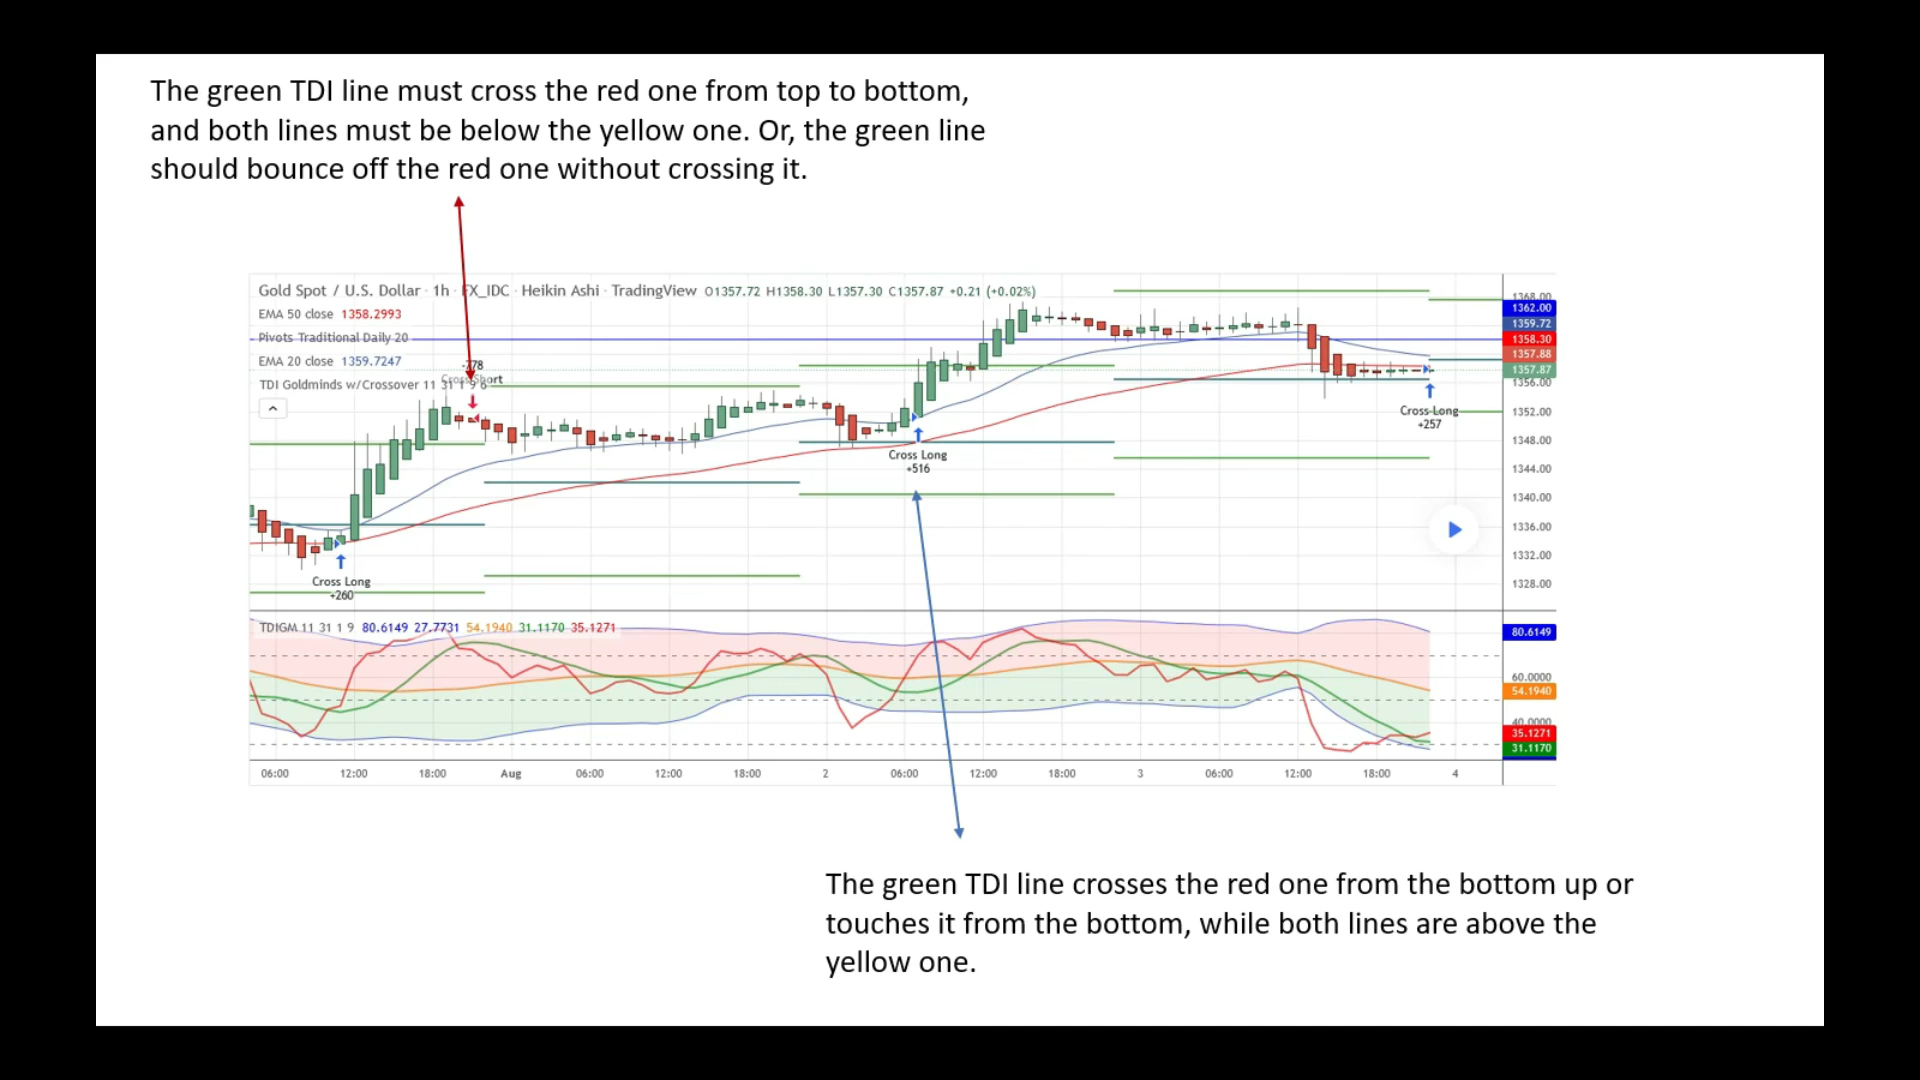 The green TDI line must cross the red one from top to bottom,
and both lines must be below the yellow one. Or, the green line
should bounce off the red one without crossing it.
Gold Spot / U.S. Dollar · 1h · FX_IDC · Heikin Ashi · TradingView O1357.72 H1358.30 L1357.30 C1357.87 +0.21 (+0.02%)
EMA 50 close 1358.2993
Pivots Traditional Daily 20
EMA 20 close 1359.7247
-778
Cross Short
TDI Goldminds w/Crossover 11 31 1 9 6
Cross Long
+260
Cross Long
+516
Cross Long
+257
1368.00
1362.00
1359.72
1358.30
1357.88
1357.87
1356.00
1352.00
1348.00
1344.00
1340.00
1336.00
1332.00
1328.00
TDIGM 11 31 1 9 80.6149 27.7731 54.1940 31.1170 35.1271
80.6149
60.0000
54.1940
40.0000
35.1271
31.1170
06:00 12:00 18:00 Aug 06:00 12:00 18:00 2 06:00 12:00 18:00 3 06:00 12:00 18:00 4
The green TDI line crosses the red one from the bottom up or
touches it from the bottom, while both lines are above the
yellow one.